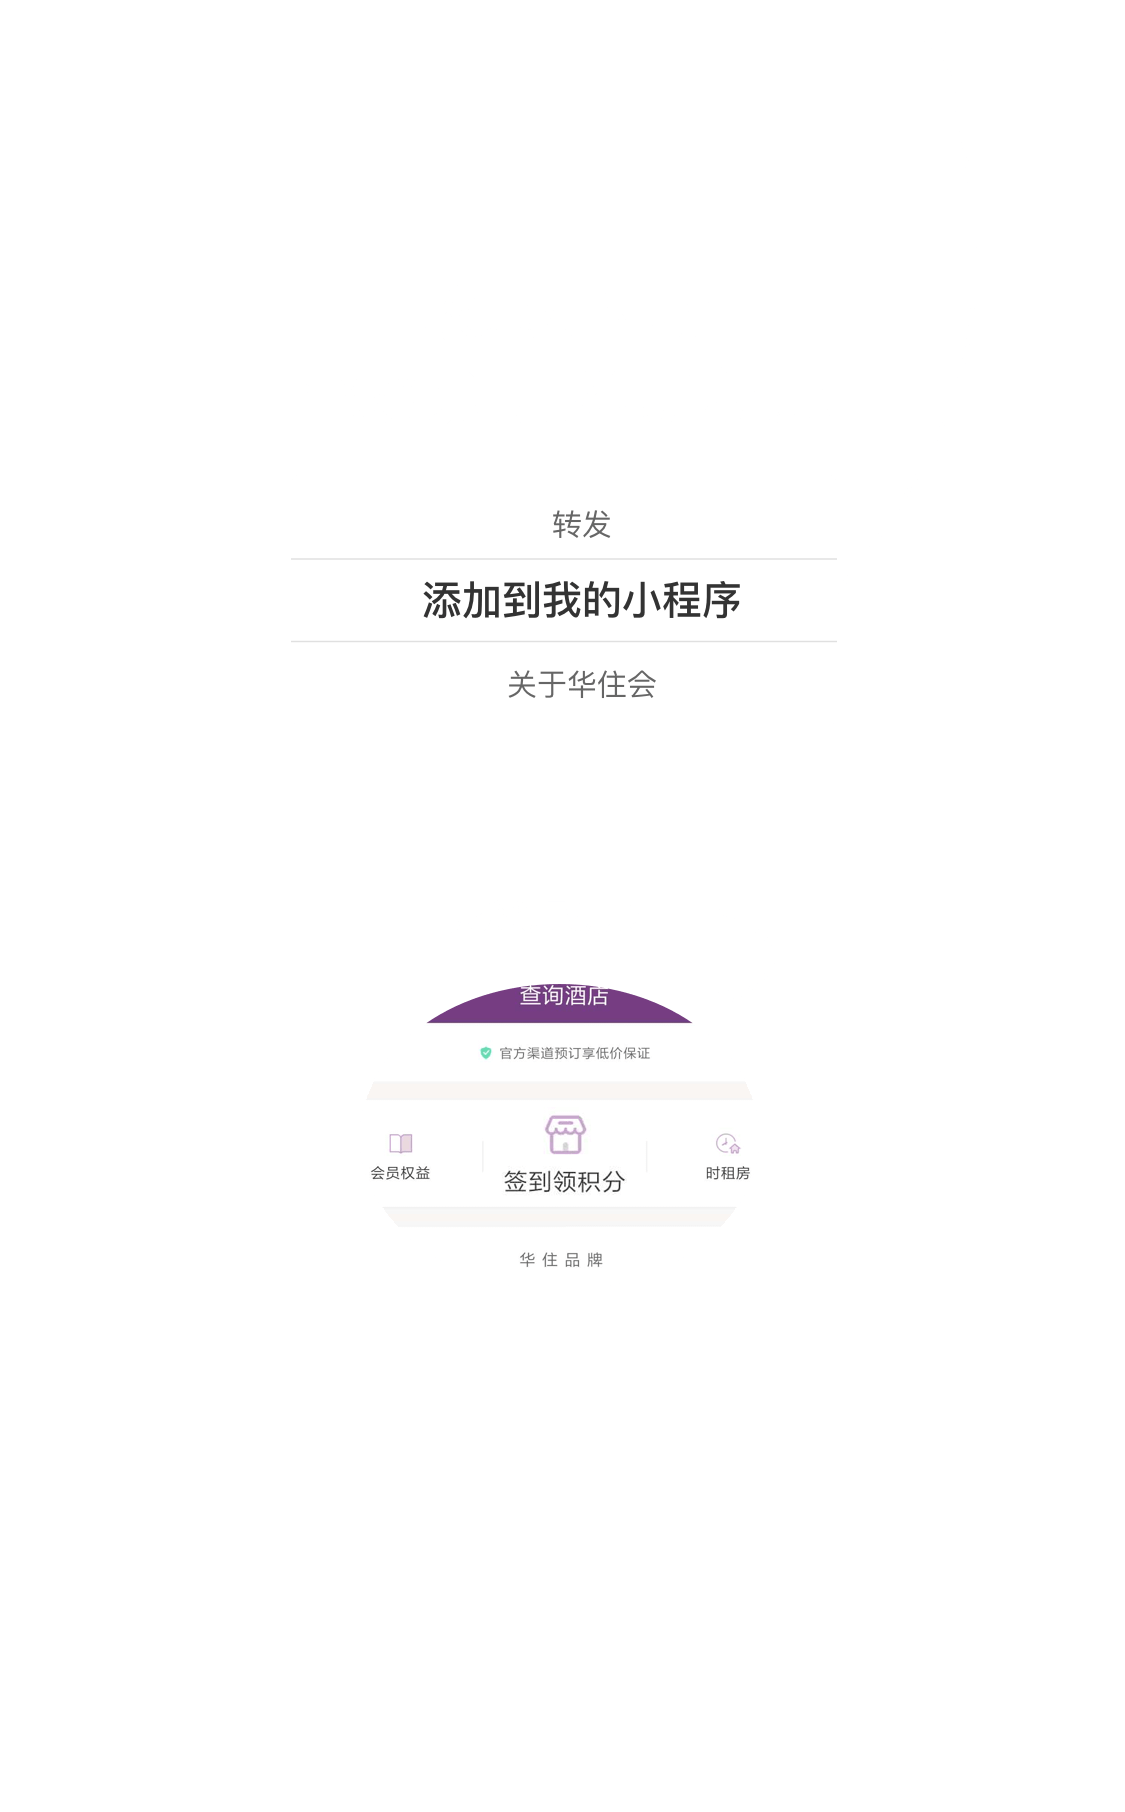 转发
添加到我的小程序
关于华住会
查询酒店
官方渠道预订享低价保证
会员权益
签到领积分
时租房
华住品牌